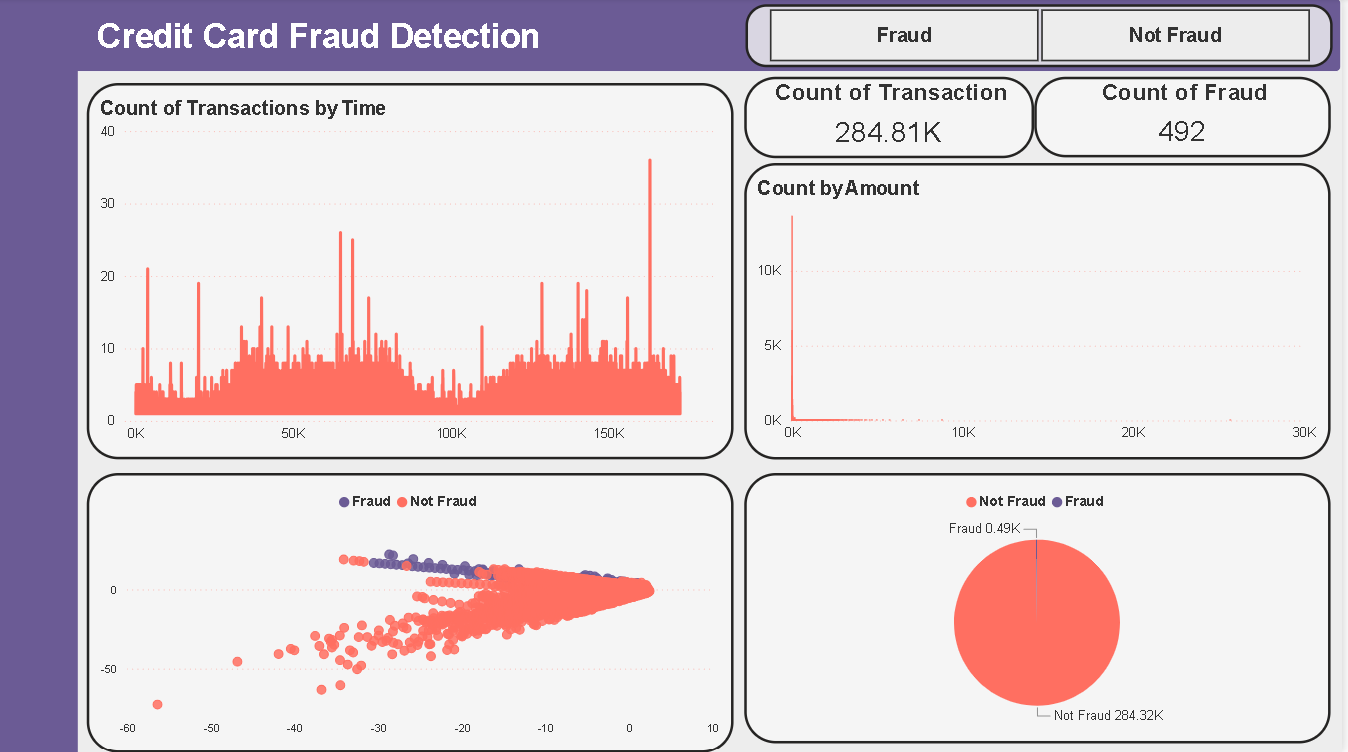 Credit Card Fraud Detection
Fraud
Not Fraud
Count of Transactions by Time
40
30
20
10
0
0K
50K
100K
150K
Count of Transaction
284.81K
Count of Fraud
492
Count by Amount
10K
5K
0K
0K
10K
20K
30K
Fraud
Not Fraud
0
-50
-60
-50
-40
-30
-20
-10
0
10
Not Fraud
Fraud
Fraud 0.49K
Not Fraud 284.32K